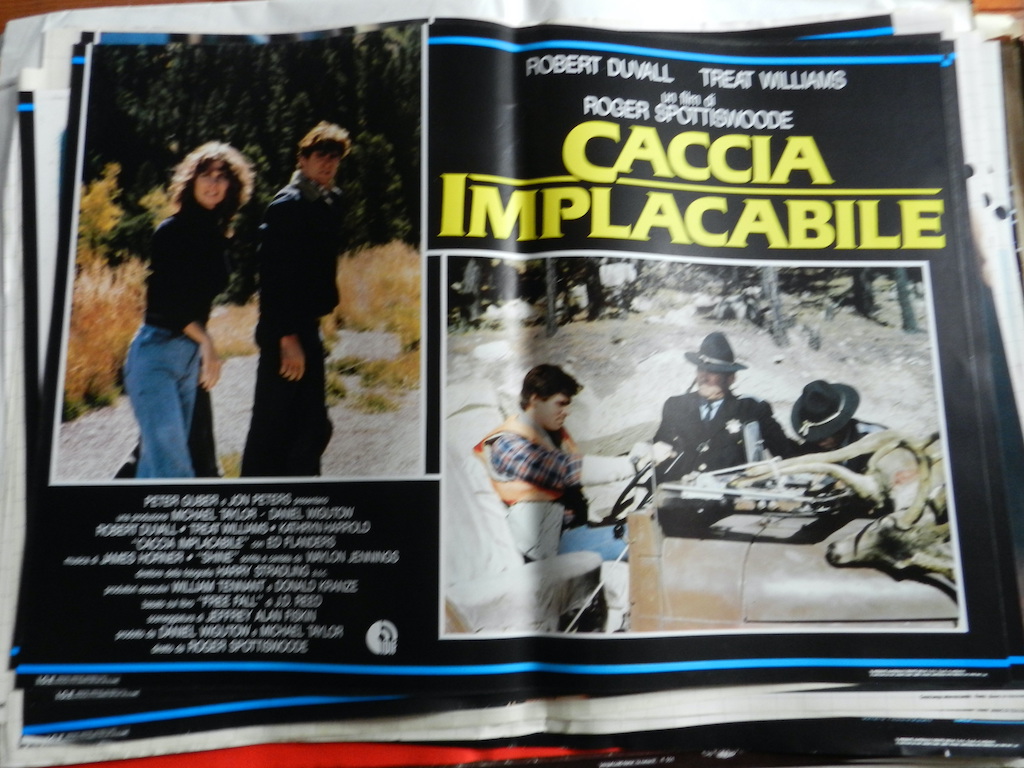 ROBERT DUVALL TREAT WILLIAMS
un film di
ROGER SPOTTISWOODE
CACCIA
IMPLACABILE
PETER GUBER e JON PETERS presentano
MICHAEL TAYLOR - DANIEL WIGUTOW
ROBERT DUVALL • TREAT WILLIAMS • KATHRYN HARROLD
"CACCIA IMPLACABILE" con ED FLANDERS
musica di JAMES HORNER • "SHINE" WAYLON JENNINGS
HARRY STRADLING
WILLIAM TENNANT e DONALD KRANZE
"FREE FALL" di J.D. REED
JEFFREY ALAN FISKIN
prodotto da DANIEL WIGUTOW e MICHAEL TAYLOR
diretto da ROGER SPOTTISWOODE